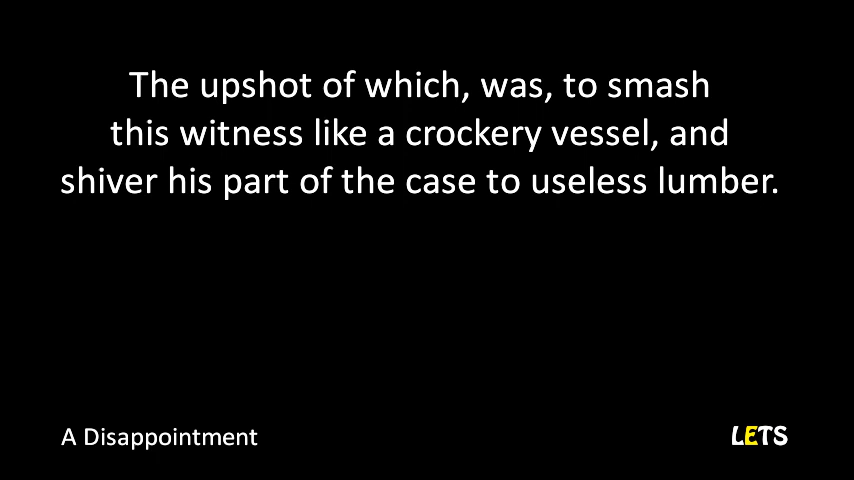 The upshot of which, was, to smash
this witness like a crockery vessel, and
shiver his part of the case to useless lumber.
A Disappointment
LETS